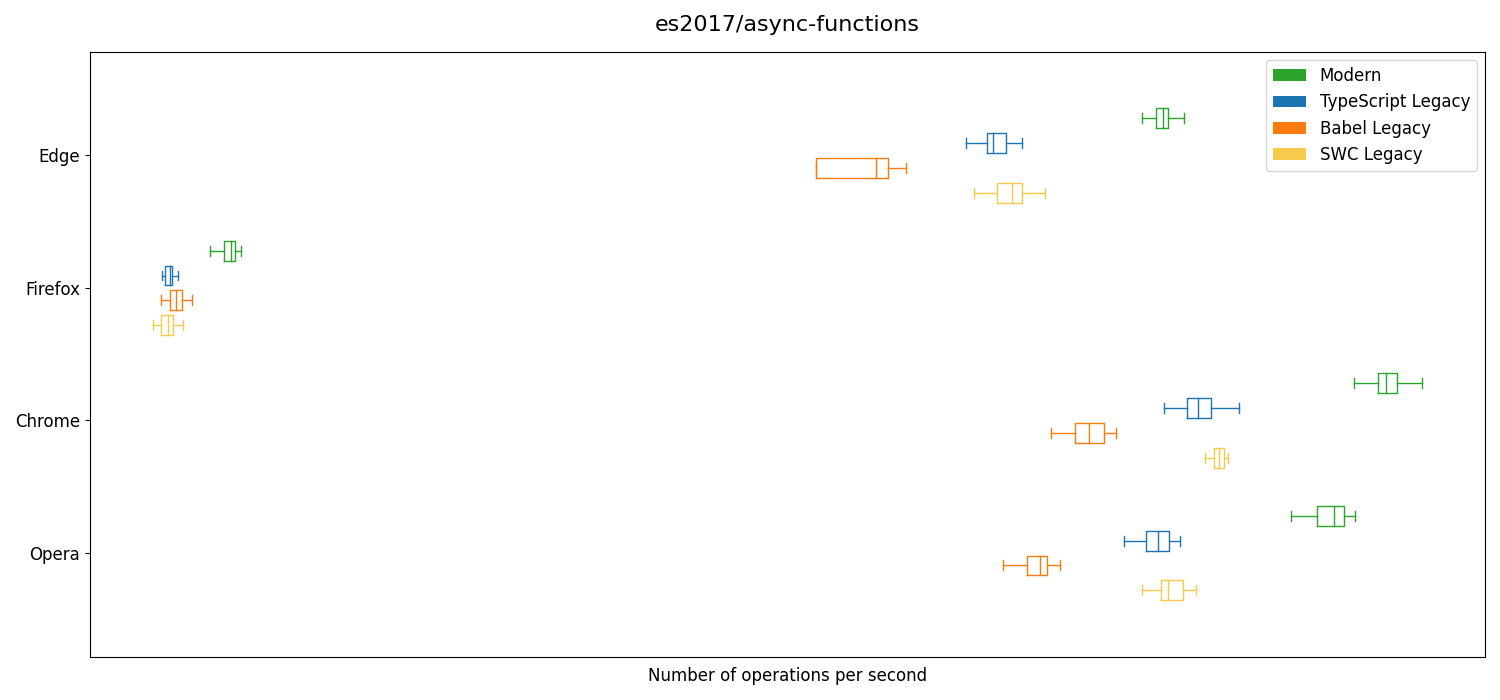 es2017/async-functions
Modern
TypeScript Legacy
Babel Legacy
SWC Legacy
Edge
Firefox
Chrome
Opera
Number of operations per second